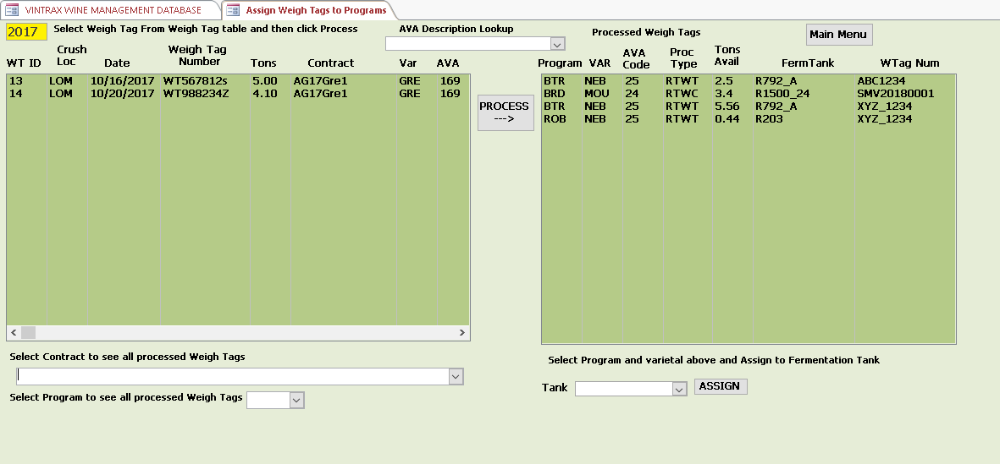 VINTRAX WINE MANAGEMENT DATABASE
Assign Weigh Tags to Programs
2017
Select Weigh Tag From Weigh Tag table and then click Process
AVA Description Lookup
Processed Weigh Tags
Main Menu
WT ID Crush Loc Date Weigh Tag Number Tons Contract Var AVA
13 LOM 10/16/2017 WT567812s 5.00 AG17Gre1 GRE 169
14 LOM 10/20/2017 WT988234Z 4.10 AG17Gre1 GRE 169
PROCESS
--->
Program VAR AVA Code Proc Type Tons Avail FermTank WTag Num
BTR NEB 25 RTWT 2.5 R792_A ABC1234
BRD MOU 24 RTWC 3.4 R1500_24 SMV20180001
BTR NEB 25 RTWT 5.56 R792_A XYZ_1234
ROB NEB 25 RTWT 0.44 R203 XYZ_1234
Select Contract to see all processed Weigh Tags
Select Program to see all processed Weigh Tags
Select Program and varietal above and Assign to Fermentation Tank
Tank
ASSIGN